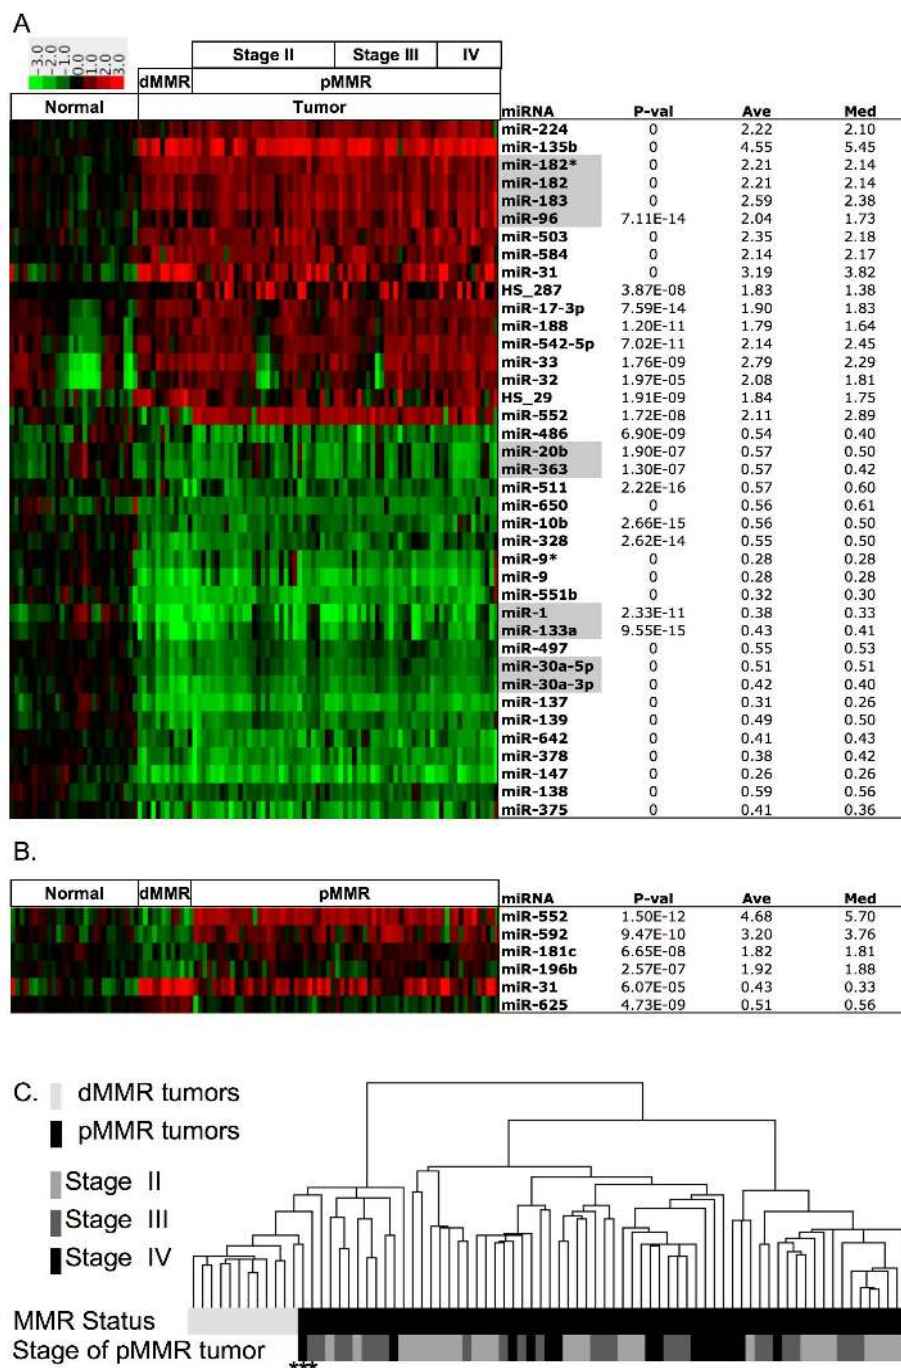 A
Stage II Stage III IV
-3.0 -2.0 -1.0 0.0 1.0 2.0 3.0
dMMR pMMR
Normal Tumor miRNA P-val Ave Med
miR-224 0 2.22 2.10
miR-135b 0 4.55 5.45
miR-182* 0 2.21 2.14
miR-182 0 2.21 2.14
miR-183 0 2.59 2.38
miR-96 7.11E-14 2.04 1.73
miR-503 0 2.35 2.18
miR-584 0 2.14 2.17
miR-31 0 3.19 3.82
HS_287 3.87E-08 1.83 1.38
miR-17-3p 7.59E-14 1.90 1.83
miR-188 1.20E-11 1.79 1.64
miR-542-5p 7.02E-11 2.14 2.45
miR-33 1.76E-09 2.79 2.29
miR-32 1.97E-05 2.08 1.81
HS_29 1.91E-09 1.84 1.75
miR-552 1.72E-08 2.11 2.89
miR-486 6.90E-09 0.54 0.40
miR-20b 1.90E-07 0.57 0.50
miR-363 1.30E-07 0.57 0.42
miR-511 2.22E-16 0.57 0.60
miR-650 0 0.56 0.61
miR-10b 2.66E-15 0.56 0.50
miR-328 2.62E-14 0.55 0.50
miR-9* 0 0.28 0.28
miR-9 0 0.28 0.28
miR-551b 0 0.32 0.30
miR-1 2.33E-11 0.38 0.33
miR-133a 9.55E-15 0.43 0.41
miR-497 0 0.55 0.53
miR-30a-5p 0 0.51 0.51
miR-30a-3p 0 0.42 0.40
miR-137 0 0.31 0.26
miR-139 0 0.49 0.50
miR-642 0 0.41 0.43
miR-378 0 0.38 0.42
miR-147 0 0.26 0.26
miR-138 0 0.59 0.56
miR-375 0 0.41 0.36
B.
Normal dMMR pMMR miRNA P-val Ave Med
miR-552 1.50E-12 4.68 5.70
miR-592 9.47E-10 3.20 3.76
miR-181c 6.65E-08 1.82 1.81
miR-196b 2.57E-07 1.92 1.88
miR-31 6.07E-05 0.43 0.33
miR-625 4.73E-09 0.51 0.56
C. dMMR tumors
pMMR tumors
Stage II
Stage III
Stage IV
MMR Status
Stage of pMMR tumor
***